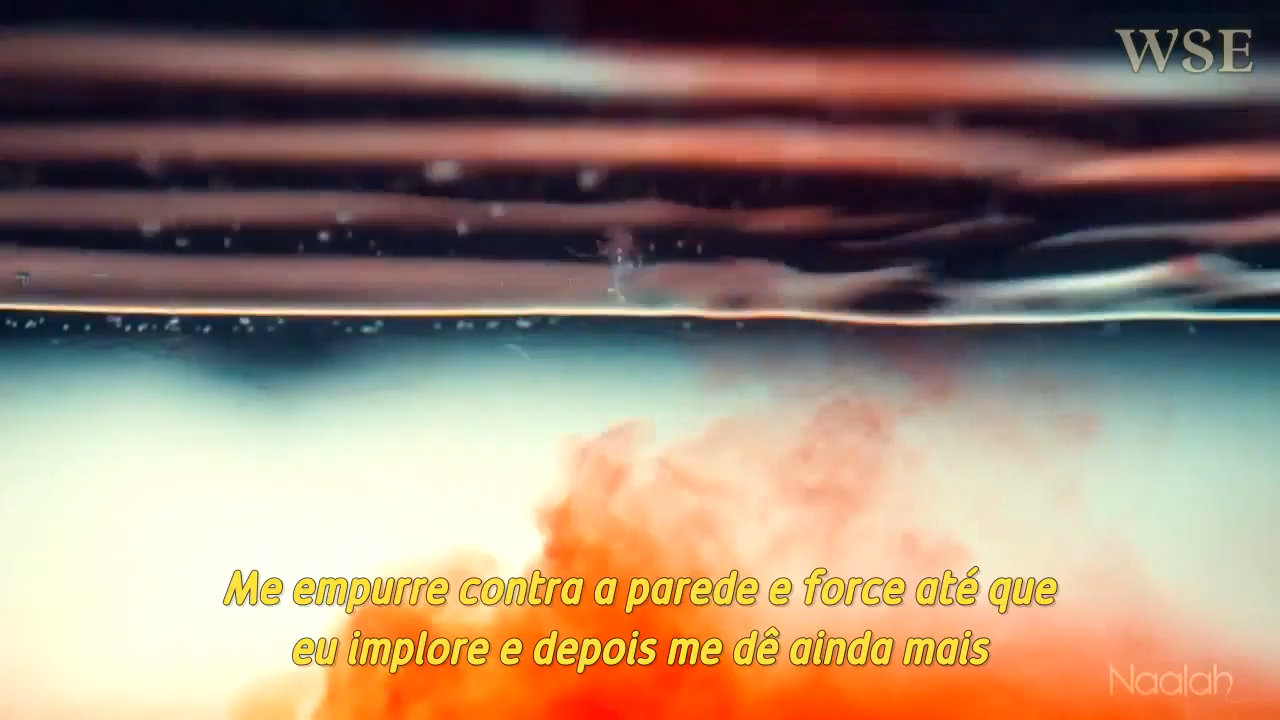 WSE
Me empurre contra a parede e force até que
eu implore e depois me dê ainda mais
Naalah